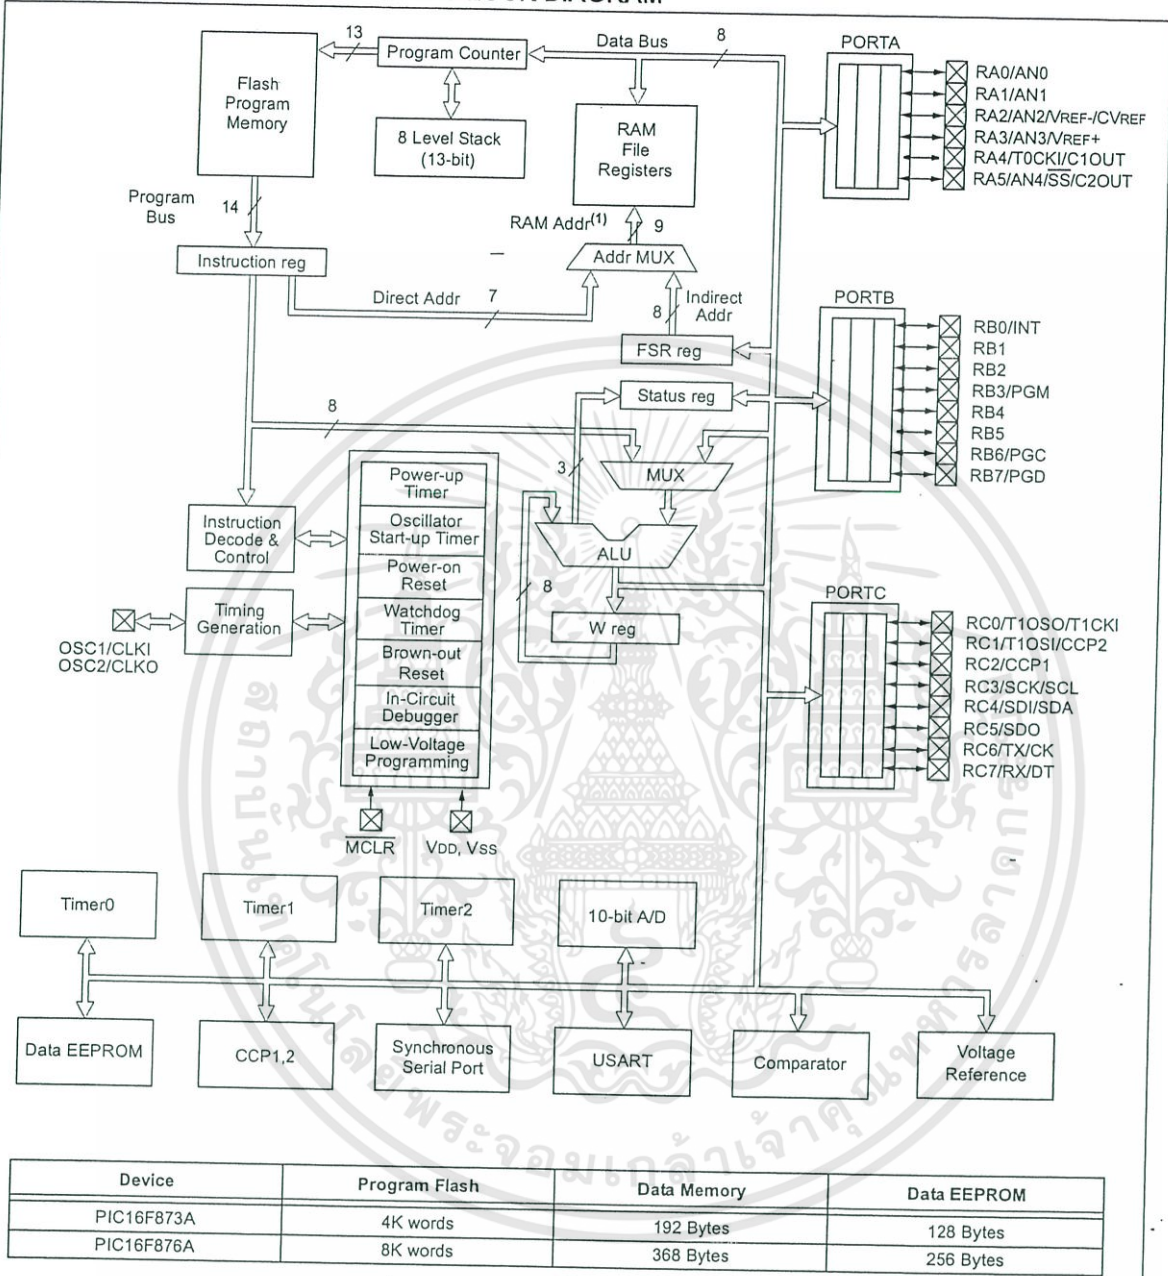 13
Program Counter
Data Bus
8
PORTA
Flash
Program
Memory
8 Level Stack
(13-bit)
RAM
File
Registers
RA0/AN0
RA1/AN1
RA2/AN2/VREF-/CVREF
RA3/AN3/VREF+
RA4/T0CKI/C1OUT
RA5/AN4/SS/C2OUT
Program
Bus
14
RAM Addr(1)
9
Instruction reg
Addr MUX
Direct Addr
7
8
Indirect
Addr
PORTB
FSR reg
RB0/INT
RB1
RB2
RB3/PGM
RB4
RB5
RB6/PGC
RB7/PGD
Status reg
8
3
MUX
Power-up
Timer
Instruction
Decode &
Control
Oscillator
Start-up Timer
ALU
Power-on
Reset
8
PORTC
Timing
Generation
Watchdog
Timer
W reg
OSC1/CLKI
OSC2/CLKO
Brown-out
Reset
In-Circuit
Debugger
Low-Voltage
Programming
RC0/T1OSO/T1CKI
RC1/T1OSI/CCP2
RC2/CCP1
RC3/SCK/SCL
RC4/SDI/SDA
RC5/SDO
RC6/TX/CK
RC7/RX/DT
MCLR
VDD, VSS
Timer0
Timer1
Timer2
10-bit A/D
Data EEPROM
CCP1,2
Synchronous
Serial Port
USART
Comparator
Voltage
Reference
Device Program Flash Data Memory Data EEPROM
PIC16F873A 4K words 192 Bytes 128 Bytes
PIC16F876A 8K words 368 Bytes 256 Bytes